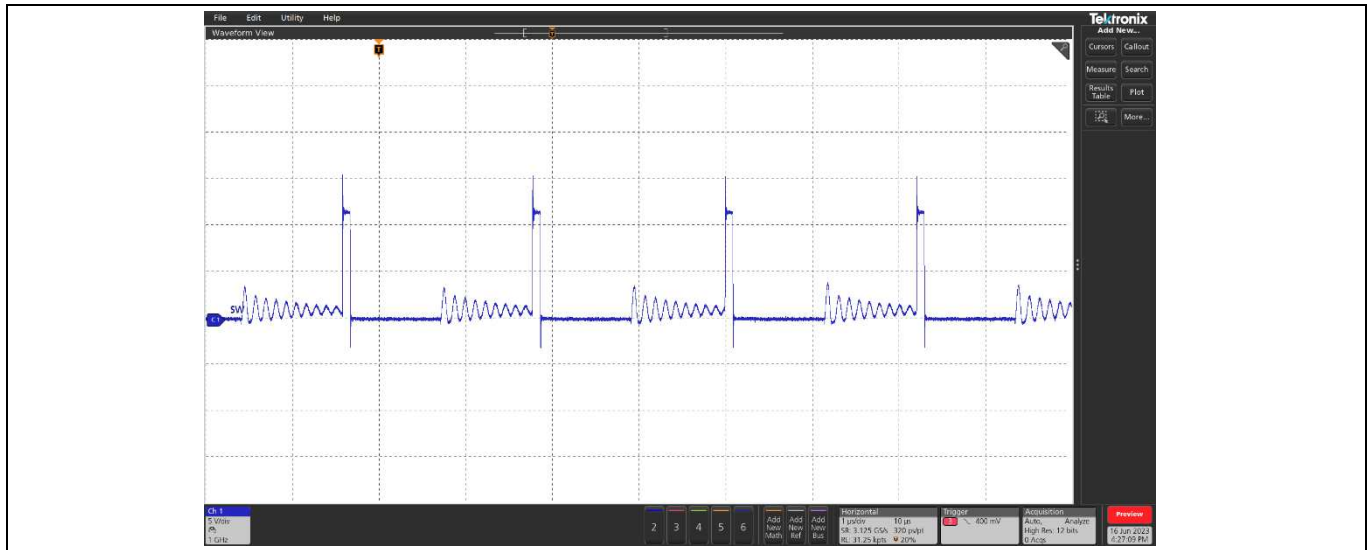 File Edit Utility Help
Tektronix
Waveform View
Add New...
T
T
Cursors Callout
Measure Search
Results Table Plot
More...
SW
C1
Ch 1
5 V/div
1 GHz
2 3 4 5 6
Add New Math
Add New Ref
Add New Bus
Horizontal
1 µs/div 10 µs
SR: 3.125 GS/s 320 ps/pt
RL: 31.25 kpts 20%
Trigger
1 400 mV
Acquisition
Auto, Analyze
High Res: 12 bits
0 Acqs
Preview
16 Jun 2023
4:27:09 PM